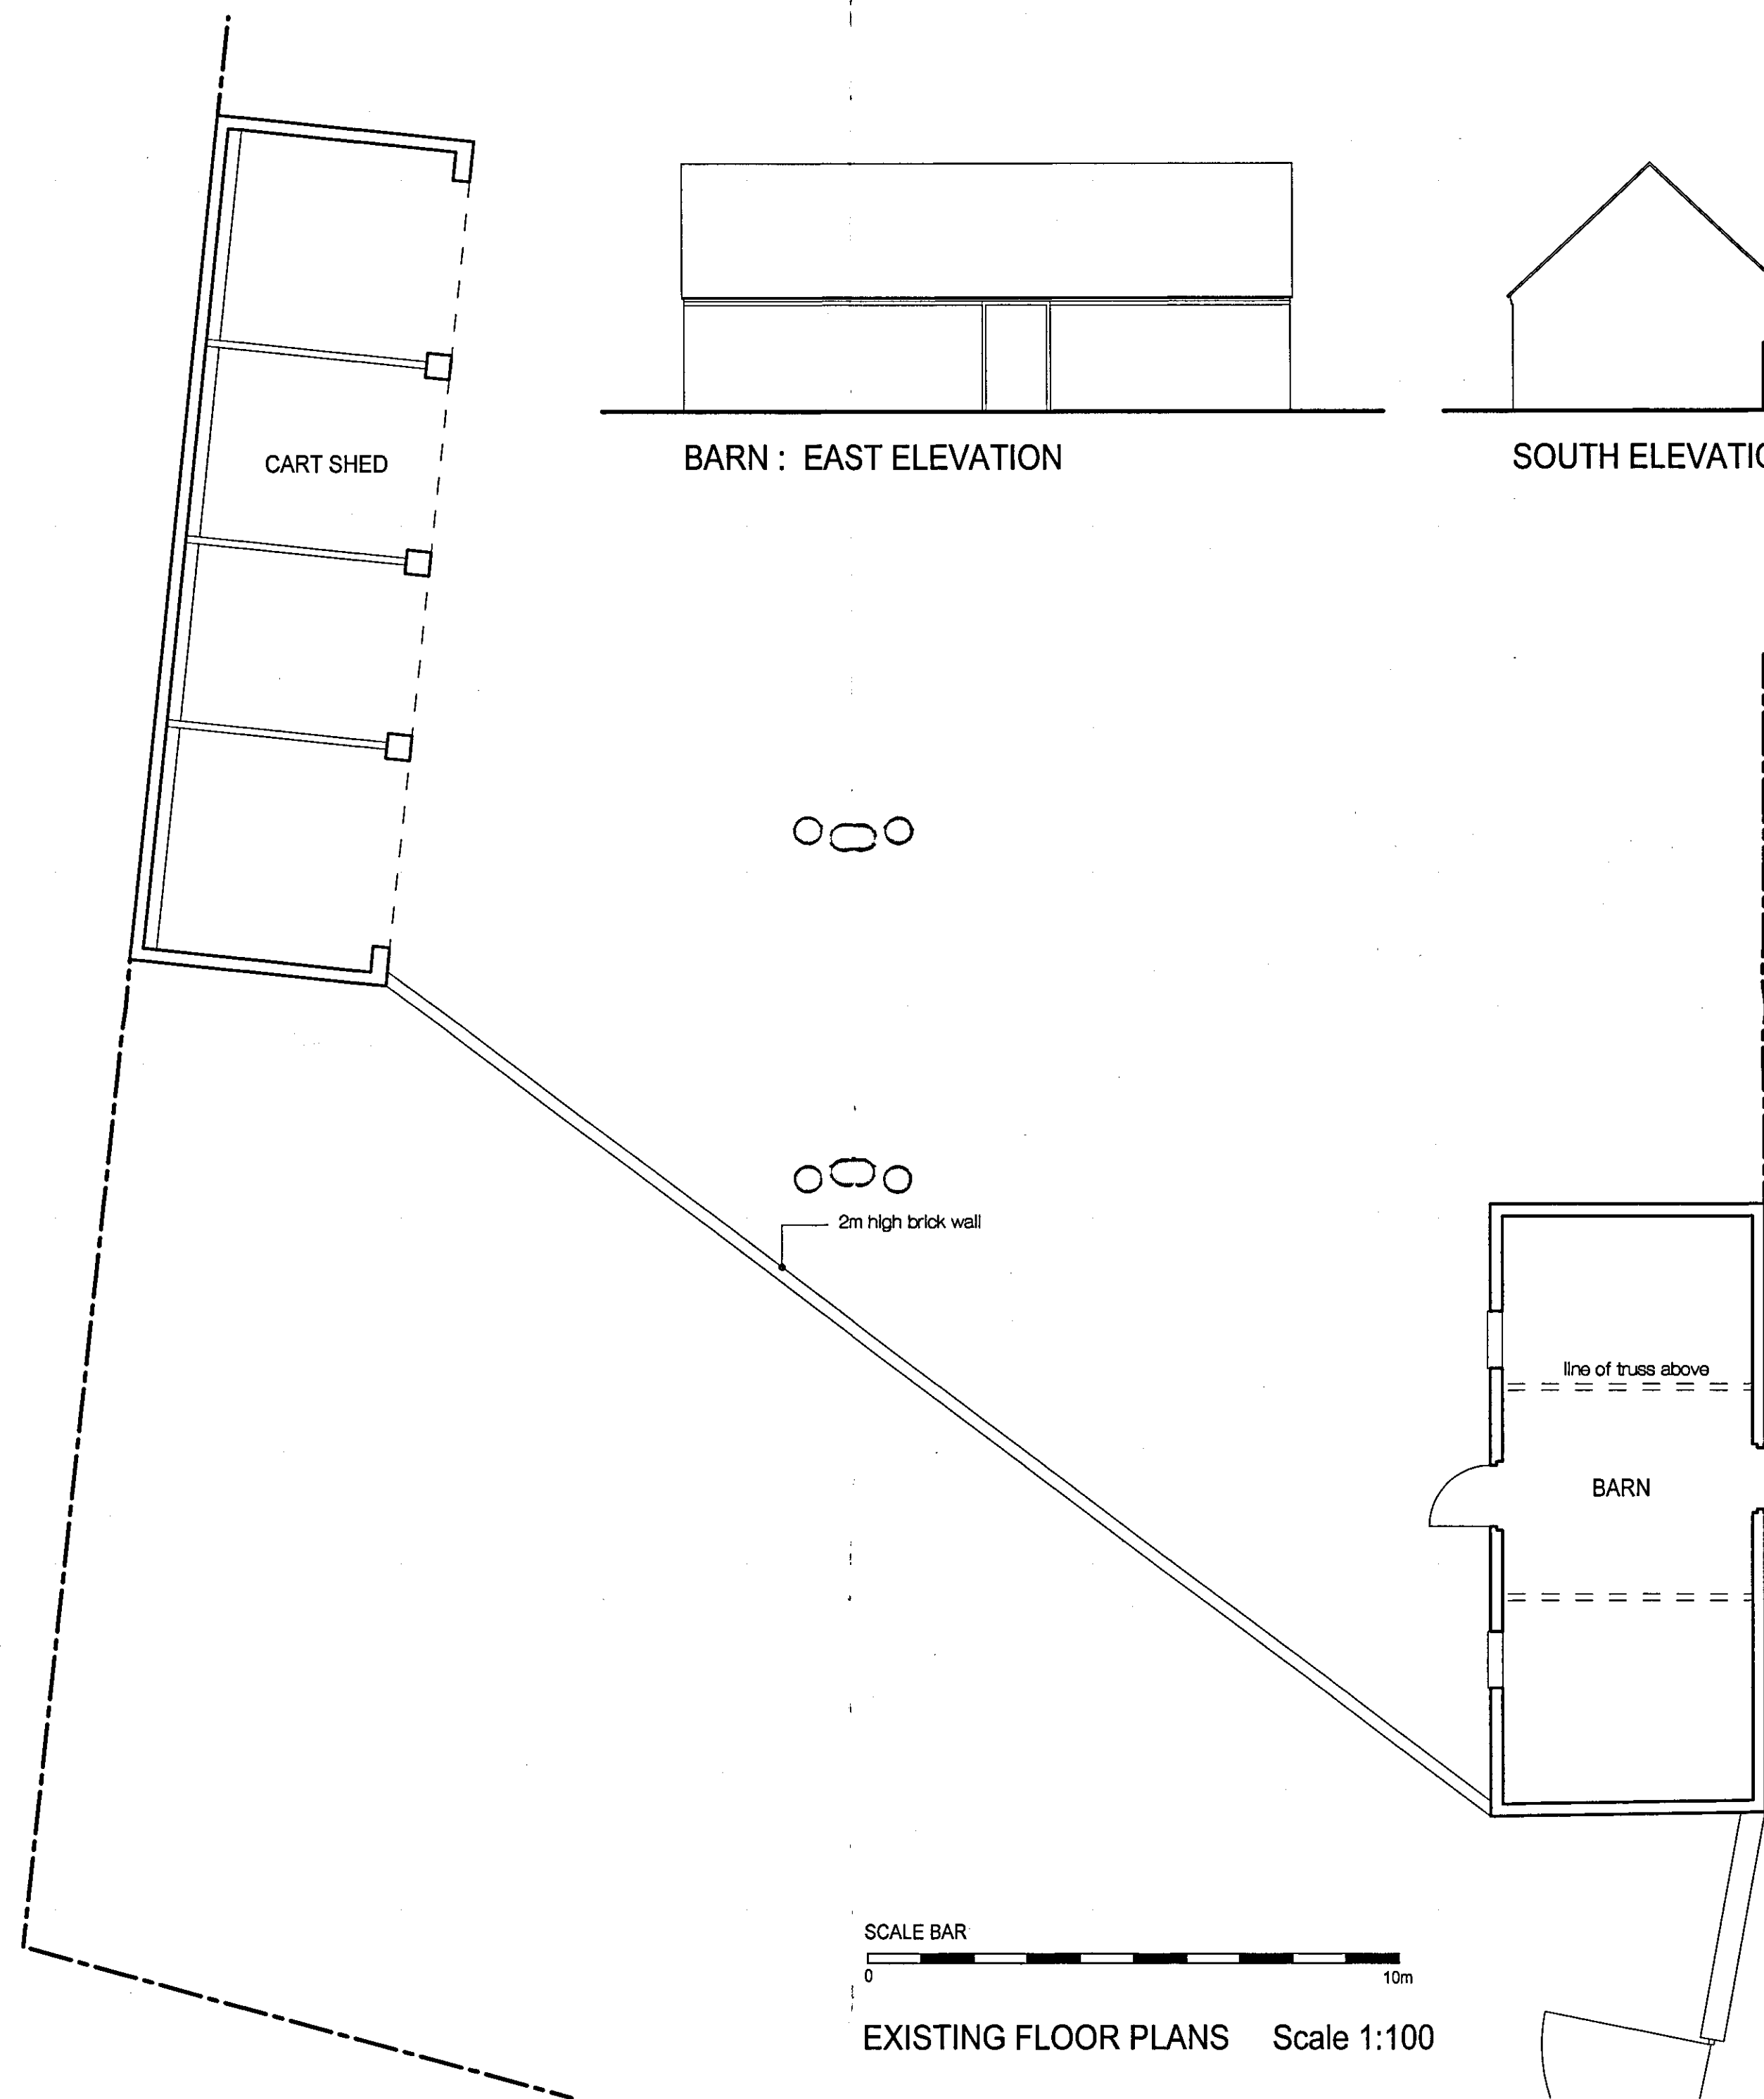 BARN : EAST ELEVATION
SOUTH ELEVATIO
CART SHED
2m high brick wall
line of truss above
BARN
SCALE BAR
0 10m
EXISTING FLOOR PLANS Scale 1:100